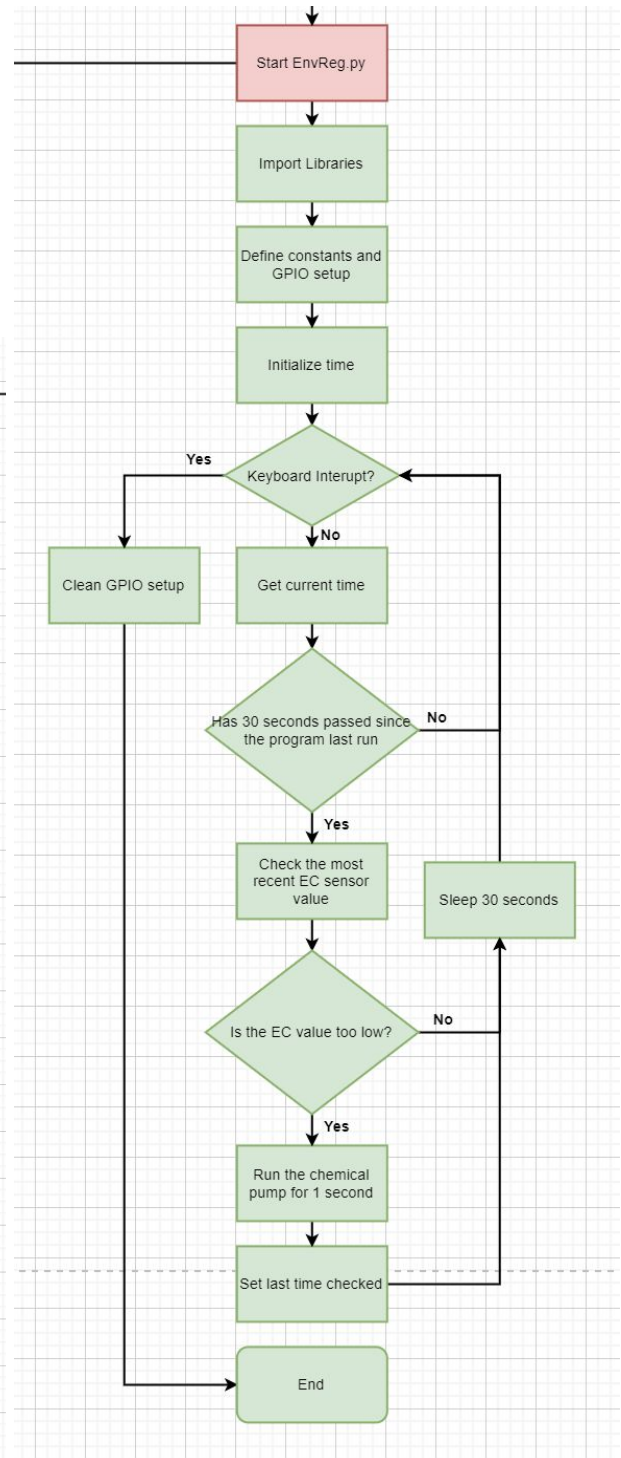 Start EnvReg.py
Import Libraries
Define constants and
GPIO setup
Initialize time
Yes
Keyboard Interupt?
No
Clean GPIO setup
Get current time
Has 30 seconds passed since
the program last run
No
Yes
Check the most
recent EC sensor
value
Sleep 30 seconds
Is the EC value too low?
No
Yes
Run the chemical
pump for 1 second
Set last time checked
End